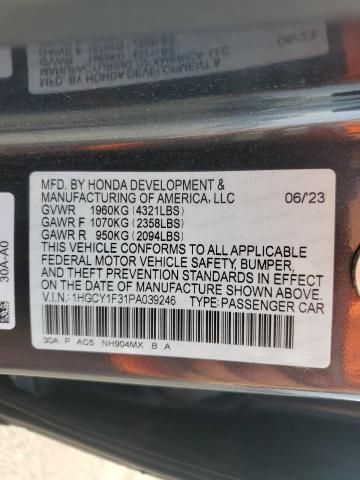 MFD. BY HONDA DEVELOPMENT &
MANUFACTURING OF AMERICA, LLC 06/23
GVWR 1960KG (4321LBS)
GAWR F 1070KG (2358LBS)
GAWR R 950KG (2094LBS)
THIS VEHICLE CONFORMS TO ALL APPLICABLE
FEDERAL MOTOR VEHICLE SAFETY, BUMPER,
AND THEFT PREVENTION STANDARDS IN EFFECT
ON THE DATE OF MANUFACTURE SHOWN ABOVE.
V.I.N.: 1HGCY1F31PA039246 TYPE: PASSENGER CAR
30A P AC5 NH904MX B A
30A-A0